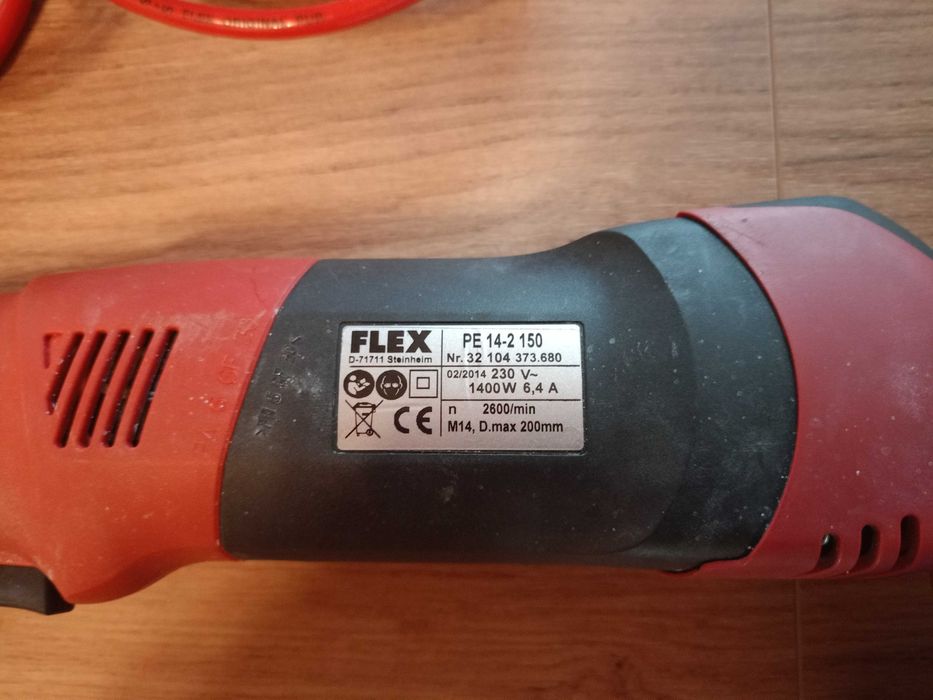 FLEX
D-71711 Steinheim
PE 14-2 150
Nr. 32 104 373.680
02/2014 230 V~
1400W 6,4 A
n 2600/min
M14, D.max 200mm
CE